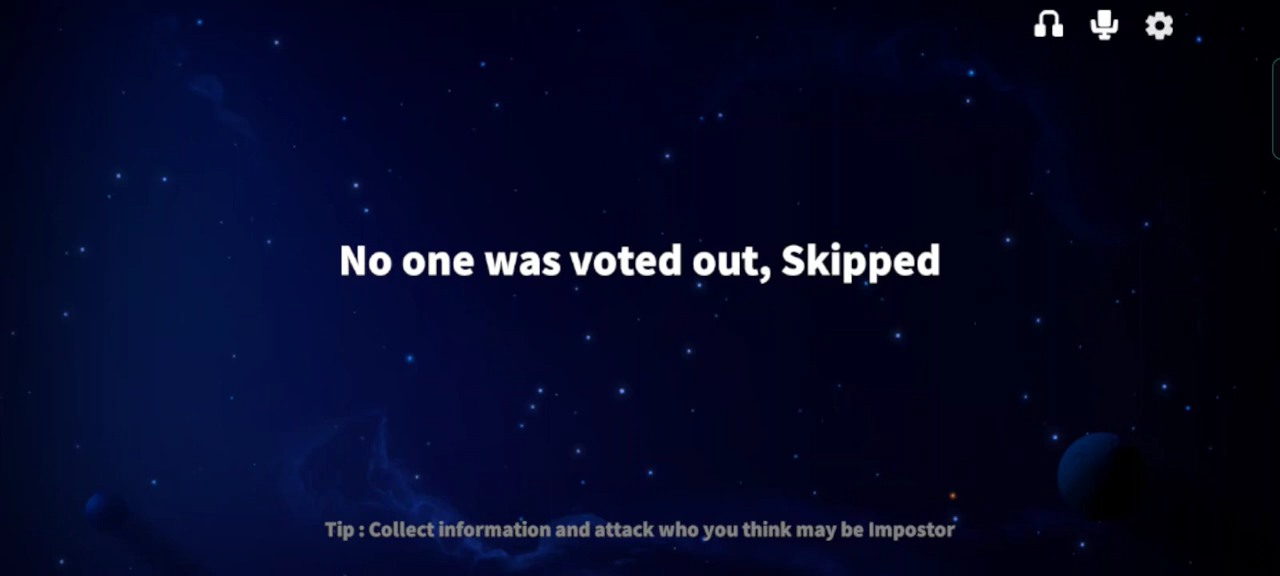 No one was voted out, Skipped
Tip : Collect information and attack who you think may be Impostor